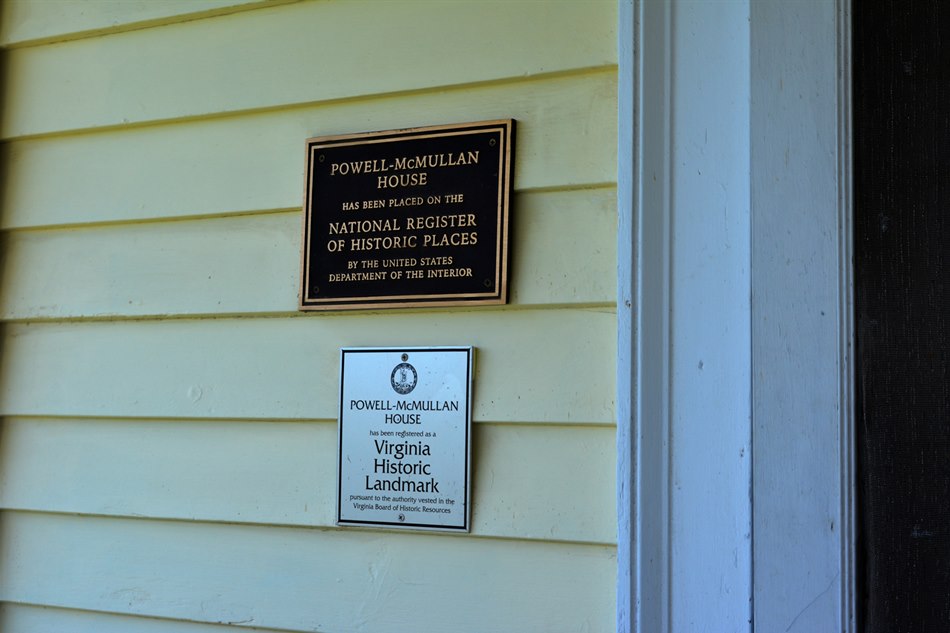 POWELL-McMULLAN
HOUSE
HAS BEEN PLACED ON THE
NATIONAL REGISTER
OF HISTORIC PLACES
BY THE UNITED STATES
DEPARTMENT OF THE INTERIOR
POWELL-McMULLAN
HOUSE
has been registered as a
Virginia
Historic
Landmark
pursuant to the authority vested in the
Virginia Board of Historic Resources